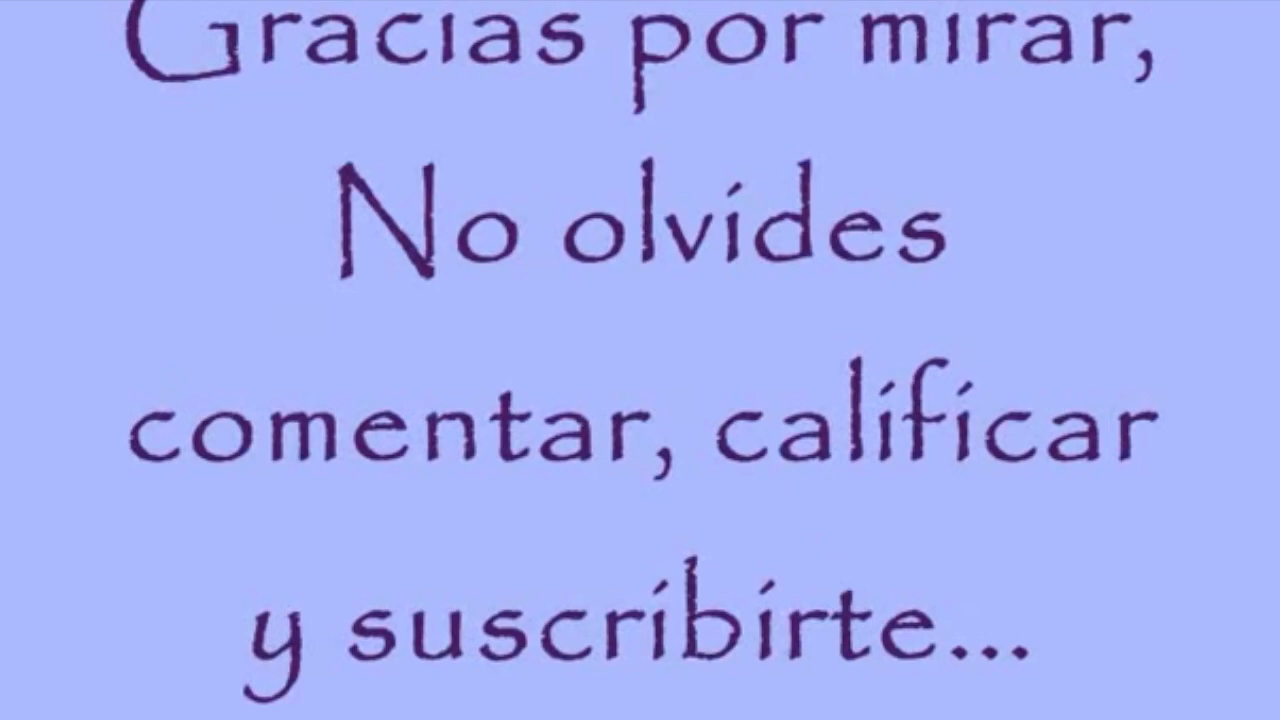 Gracias por mirar,
No olvides
comentar, calificar
y suscribirte...